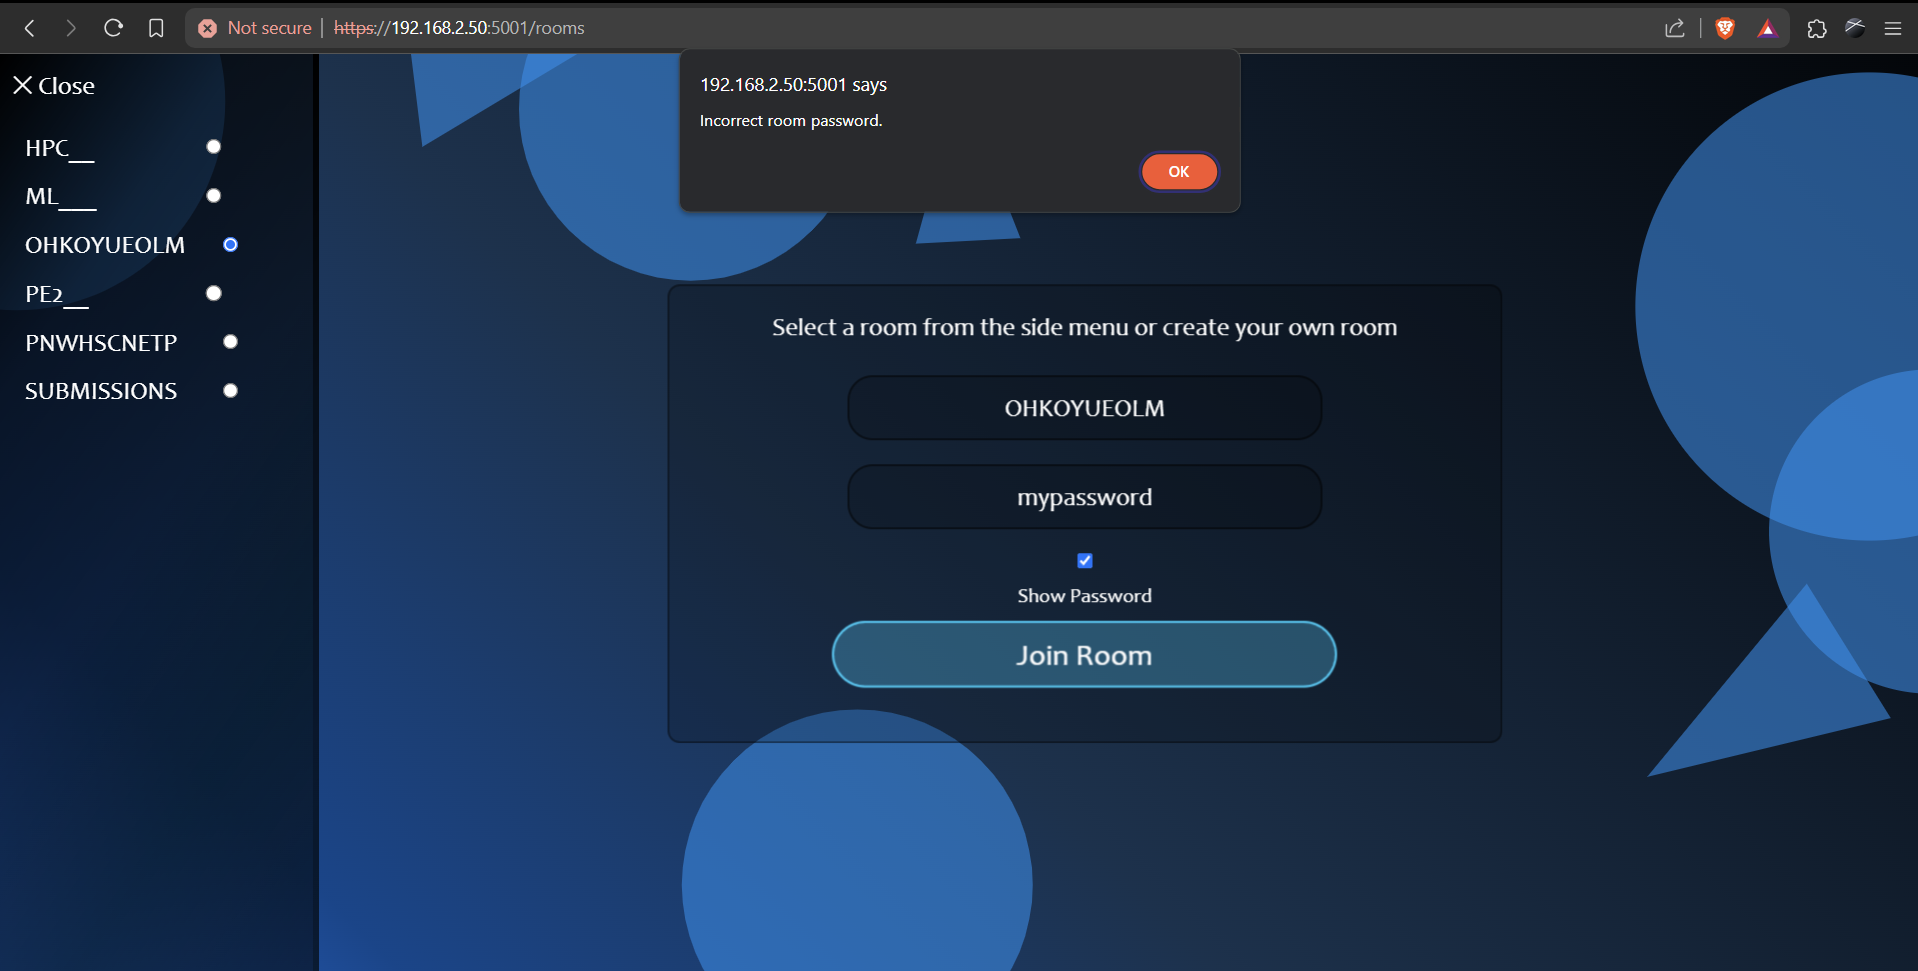 Not secure | https://192.168.2.50:5001/rooms
192.168.2.50:5001 says
Incorrect room password.
OK
Close
HPC__
ML___
OHKOYUEOLM
PE2__
PNWHSCNETP
SUBMISSIONS
Select a room from the side menu or create your own room
OHKOYUEOLM
mypassword
Show Password
Join Room